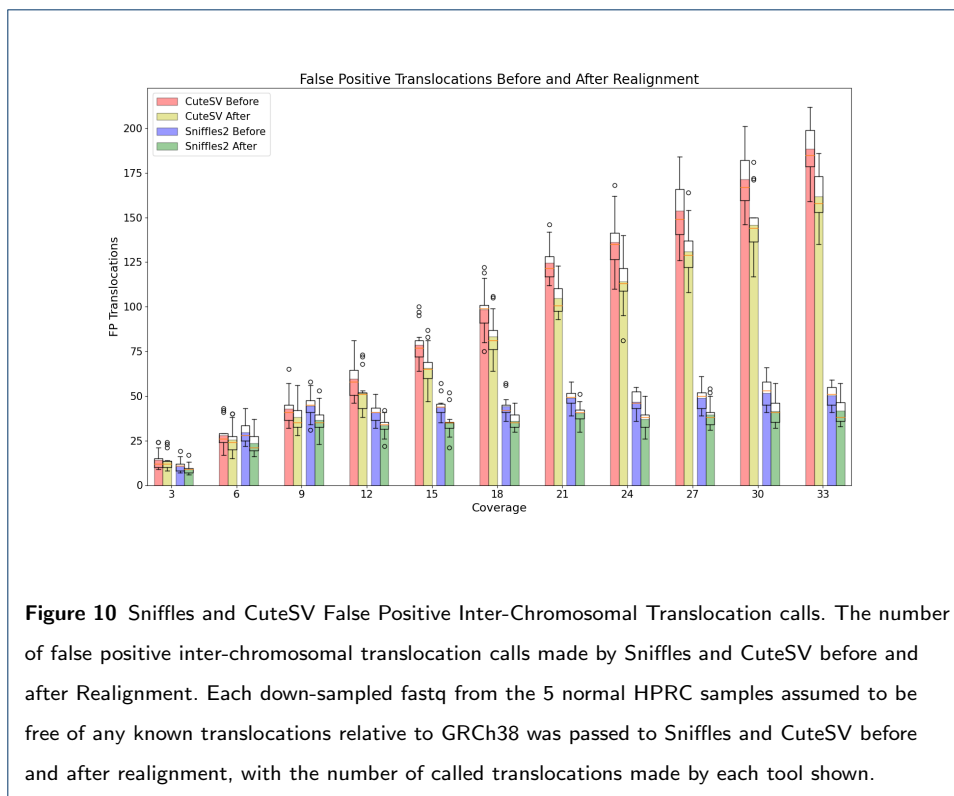 False Positive Translocations Before and After Realignment
CuteSV Before
CuteSV After
Sniffles2 Before
Sniffles2 After
FP Translocations
200
175
150
125
100
75
50
25
0
3 6 9 12 15 18 21 24 27 30 33
Coverage
Figure 10 Sniffles and CuteSV False Positive Inter-Chromosomal Translocation calls. The number
of false positive inter-chromosomal translocation calls made by Sniffles and CuteSV before and
after Realignment. Each down-sampled fastq from the 5 normal HPRC samples assumed to be
free of any known translocations relative to GRCh38 was passed to Sniffles and CuteSV before
and after realignment, with the number of called translocations made by each tool shown.